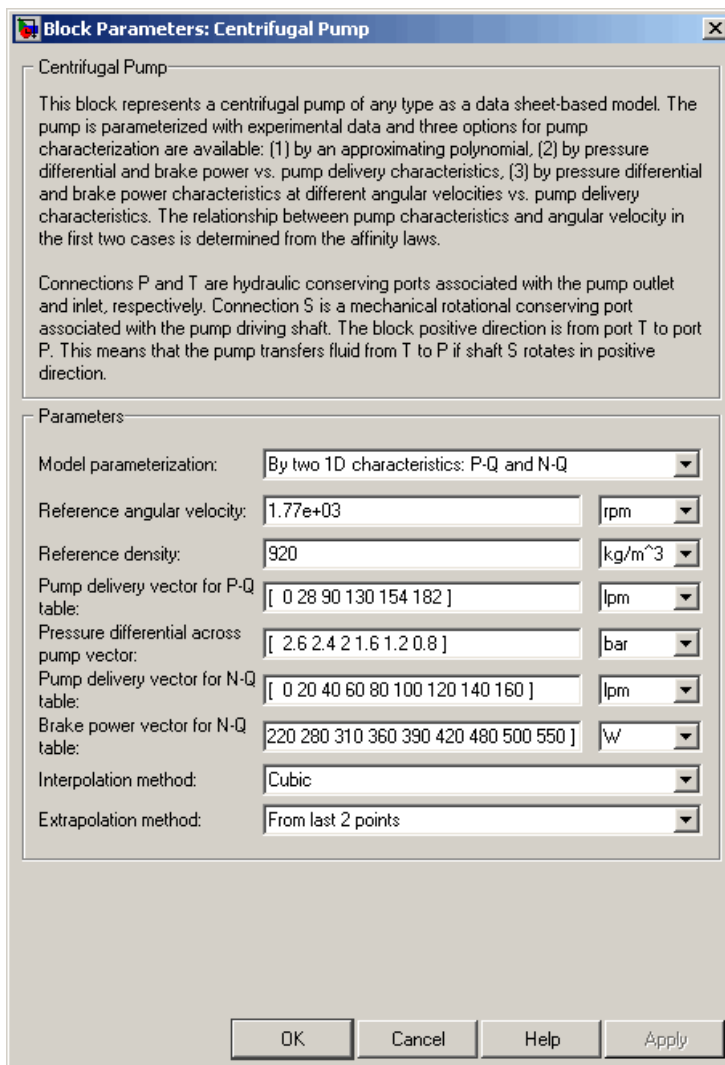 Block Parameters: Centrifugal Pump
Centrifugal Pump
This block represents a centrifugal pump of any type as a data sheet-based model. The
pump is parameterized with experimental data and three options for pump
characterization are available: (1) by an approximating polynomial, (2) by pressure
differential and brake power vs. pump delivery characteristics, (3) by pressure differential
and brake power characteristics at different angular velocities vs. pump delivery
characteristics. The relationship between pump characteristics and angular velocity in
the first two cases is determined from the affinity laws.
Connections P and T are hydraulic conserving ports associated with the pump outlet
and inlet, respectively. Connection S is a mechanical rotational conserving port
associated with the pump driving shaft. The block positive direction is from port T to port
P. This means that the pump transfers fluid from T to P if shaft S rotates in positive
direction.
Parameters
Model parameterization: By two 1D characteristics: P-Q and N-Q
Reference angular velocity: 1.77e+03 rpm
Reference density: 920 kg/m^3
Pump delivery vector for P-Q
table: [ 0 28 90 130 154 182 ] lpm
Pressure differential across
pump vector: [ 2.6 2.4 2 1.6 1.2 0.8 ] bar
Pump delivery vector for N-Q
table: [ 0 20 40 60 80 100 120 140 160 ] lpm
Brake power vector for N-Q
table: 220 280 310 360 390 420 480 500 550 ] W
Interpolation method: Cubic
Extrapolation method: From last 2 points
OK Cancel Help Apply